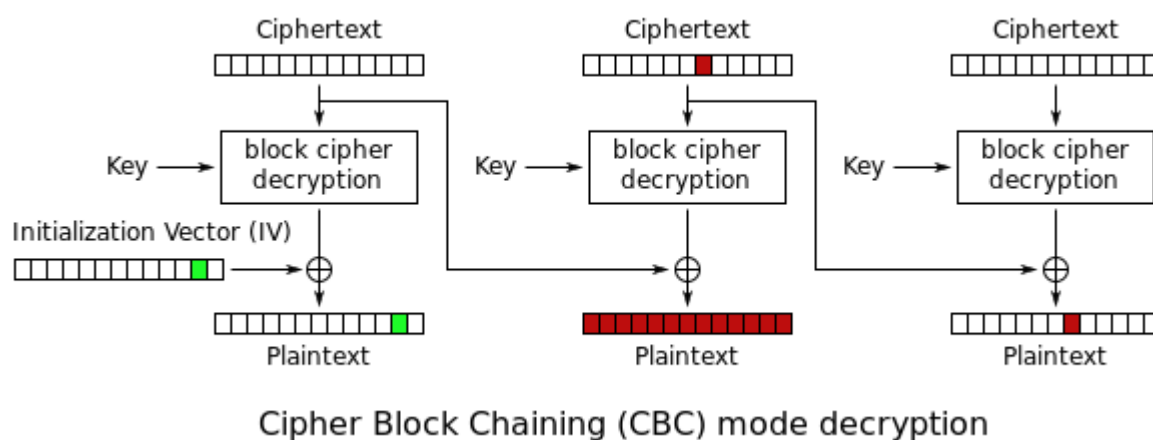 Ciphertext
Ciphertext
Ciphertext
Key
block cipher
decryption
Key
block cipher
decryption
Key
block cipher
decryption
Initialization Vector (IV)
Plaintext
Plaintext
Plaintext
Cipher Block Chaining (CBC) mode decryption